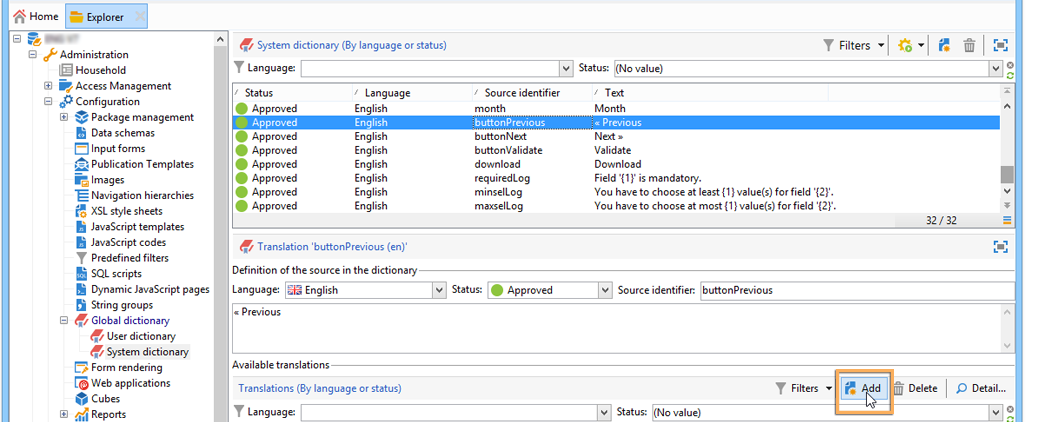 Home Explorer
Administration
Household
Access Management
Configuration
Package management
Data schemas
Input forms
Publication Templates
Images
Navigation hierarchies
XSL style sheets
JavaScript templates
JavaScript codes
Predefined filters
SQL scripts
Dynamic JavaScript pages
String groups
Global dictionary
User dictionary
System dictionary
Form rendering
Web applications
Cubes
Reports
System dictionary (By language or status) Filters
Language: Status: (No value)
Status Language Source identifier Text
Approved English month Month
Approved English buttonPrevious « Previous
Approved English buttonNext Next »
Approved English buttonValidate Validate
Approved English download Download
Approved English requiredLog Field '{1}' is mandatory.
Approved English minselLog You have to choose at least {1} value(s) for field '{2}'.
Approved English maxselLog You have to choose at most {1} value(s) for field '{2}'.
32 / 32
Translation 'buttonPrevious (en)'
Definition of the source in the dictionary
Language: English Status: Approved Source identifier: buttonPrevious
« Previous
Available translations
Translations (By language or status) Filters Add Delete Detail...
Language: Status: (No value)